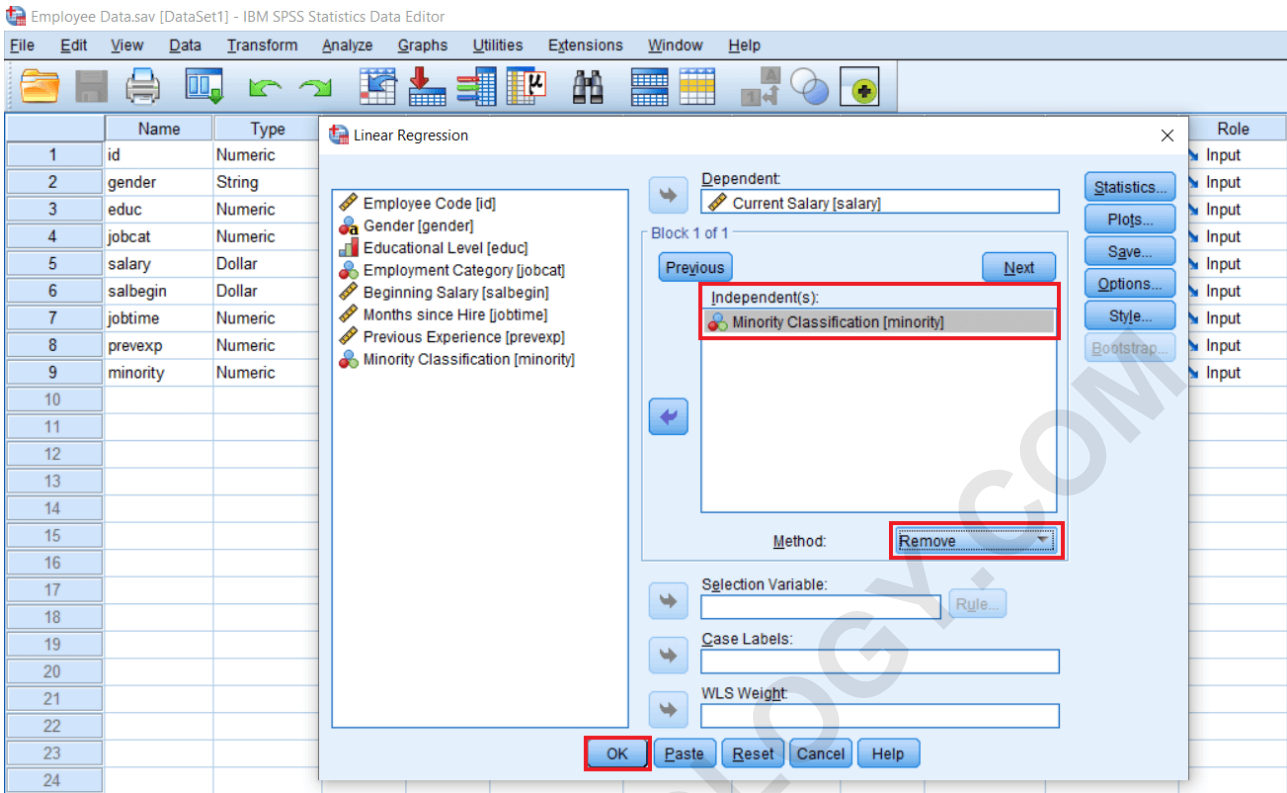 Employee Data.sav [DataSet1] - IBM SPSS Statistics Data Editor
File Edit View Data Transform Analyze Graphs Utilities Extensions Window Help
Name Type Role
1 id Numeric Input
2 gender String Input
3 educ Numeric Input
4 jobcat Numeric Input
5 salary Dollar Input
6 salbegin Dollar Input
7 jobtime Numeric Input
8 prevexp Numeric Input
9 minority Numeric Input
10
11
12
13
14
15
16
17
18
19
20
21
22
23
24
Linear Regression
Employee Code [id]
Gender [gender]
Educational Level [educ]
Employment Category [jobcat]
Beginning Salary [salbegin]
Months since Hire [jobtime]
Previous Experience [prevexp]
Minority Classification [minority]
Dependent:
Current Salary [salary]
Block 1 of 1
Previous Next
Independent(s):
Minority Classification [minority]
Method: Remove
Selection Variable:
Rule...
Case Labels:
WLS Weight:
Statistics...
Plots...
Save...
Options...
Style...
Bootstrap...
OK Paste Reset Cancel Help
LOGY.COM